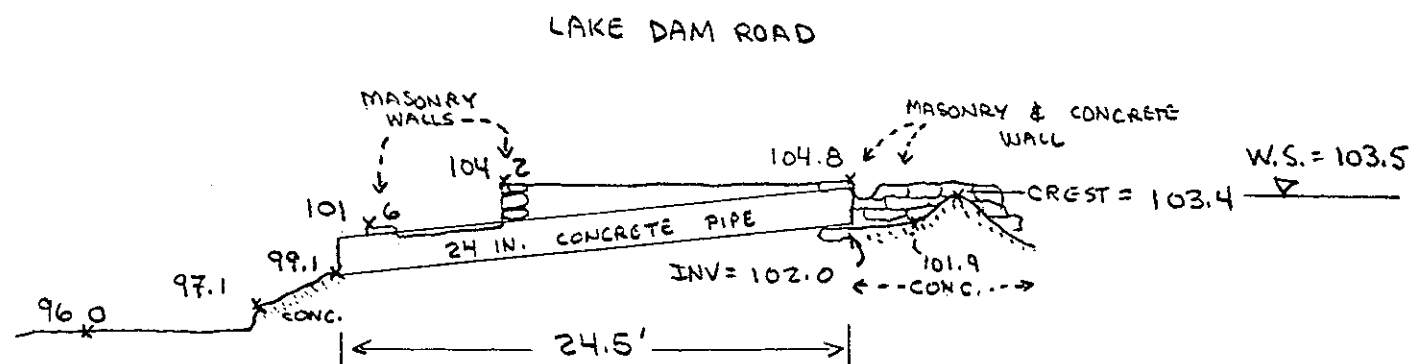 LAKE DAM ROAD
MASONRY
WALLS
MASONRY & CONCRETE
WALL
104 2
104.8
W.S. = 103.5
CREST = 103.4
101 6
24 IN. CONCRETE PIPE
99.1
INV = 102.0
101.9
CONC.
97.1
CONC.
96 0
24.5'